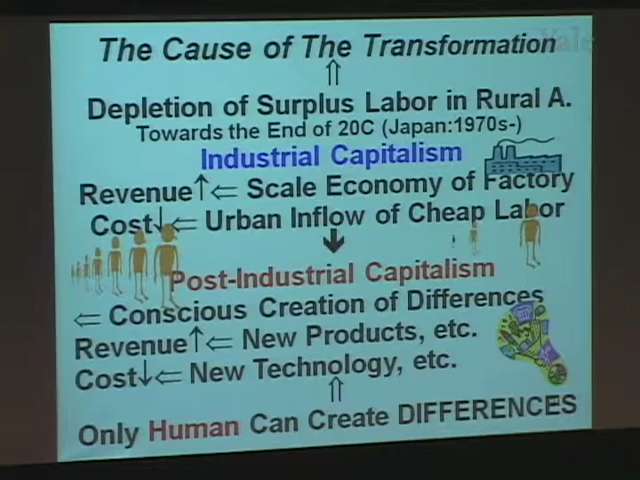 The Cause of The Transformation
Yale
⇑
Depletion of Surplus Labor in Rural A.
Towards the End of 20C (Japan:1970s-)
Industrial Capitalism
Revenue↑⇐ Scale Economy of Factory
Cost↓⇐ Urban Inflow of Cheap Labor
Post-Industrial Capitalism
⇐ Conscious Creation of Differences
Revenue↑⇐ New Products, etc.
Cost↓⇐ New Technology, etc.
⇑
Only Human Can Create DIFFERENCES